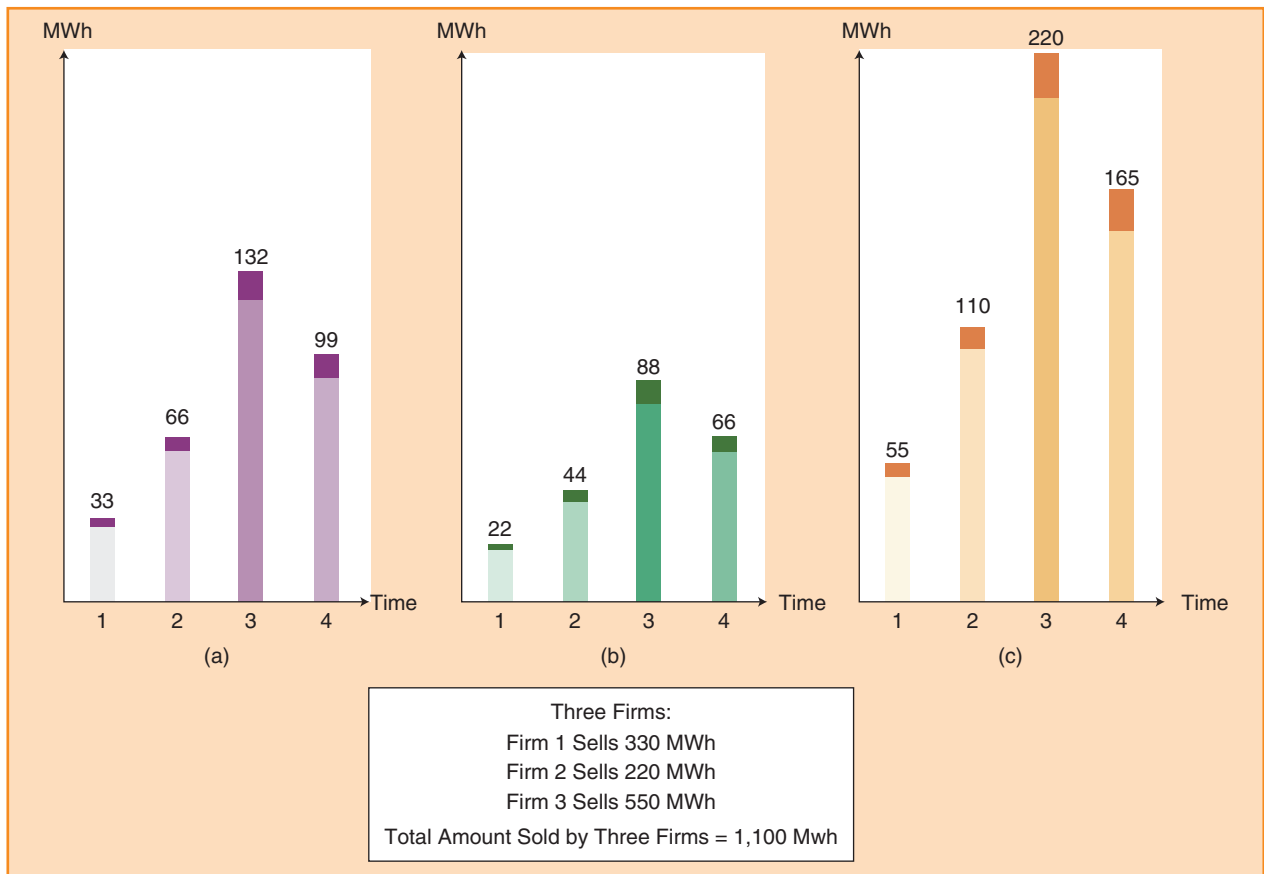 MWh
132
99
66
33
1 2 3 4
Time
(a)
MWh
88
66
44
22
1 2 3 4
Time
(b)
MWh
220
165
110
55
1 2 3 4
Time
(c)
Three Firms:
Firm 1 Sells 330 MWh
Firm 2 Sells 220 MWh
Firm 3 Sells 550 MWh
Total Amount Sold by Three Firms = 1,100 Mwh